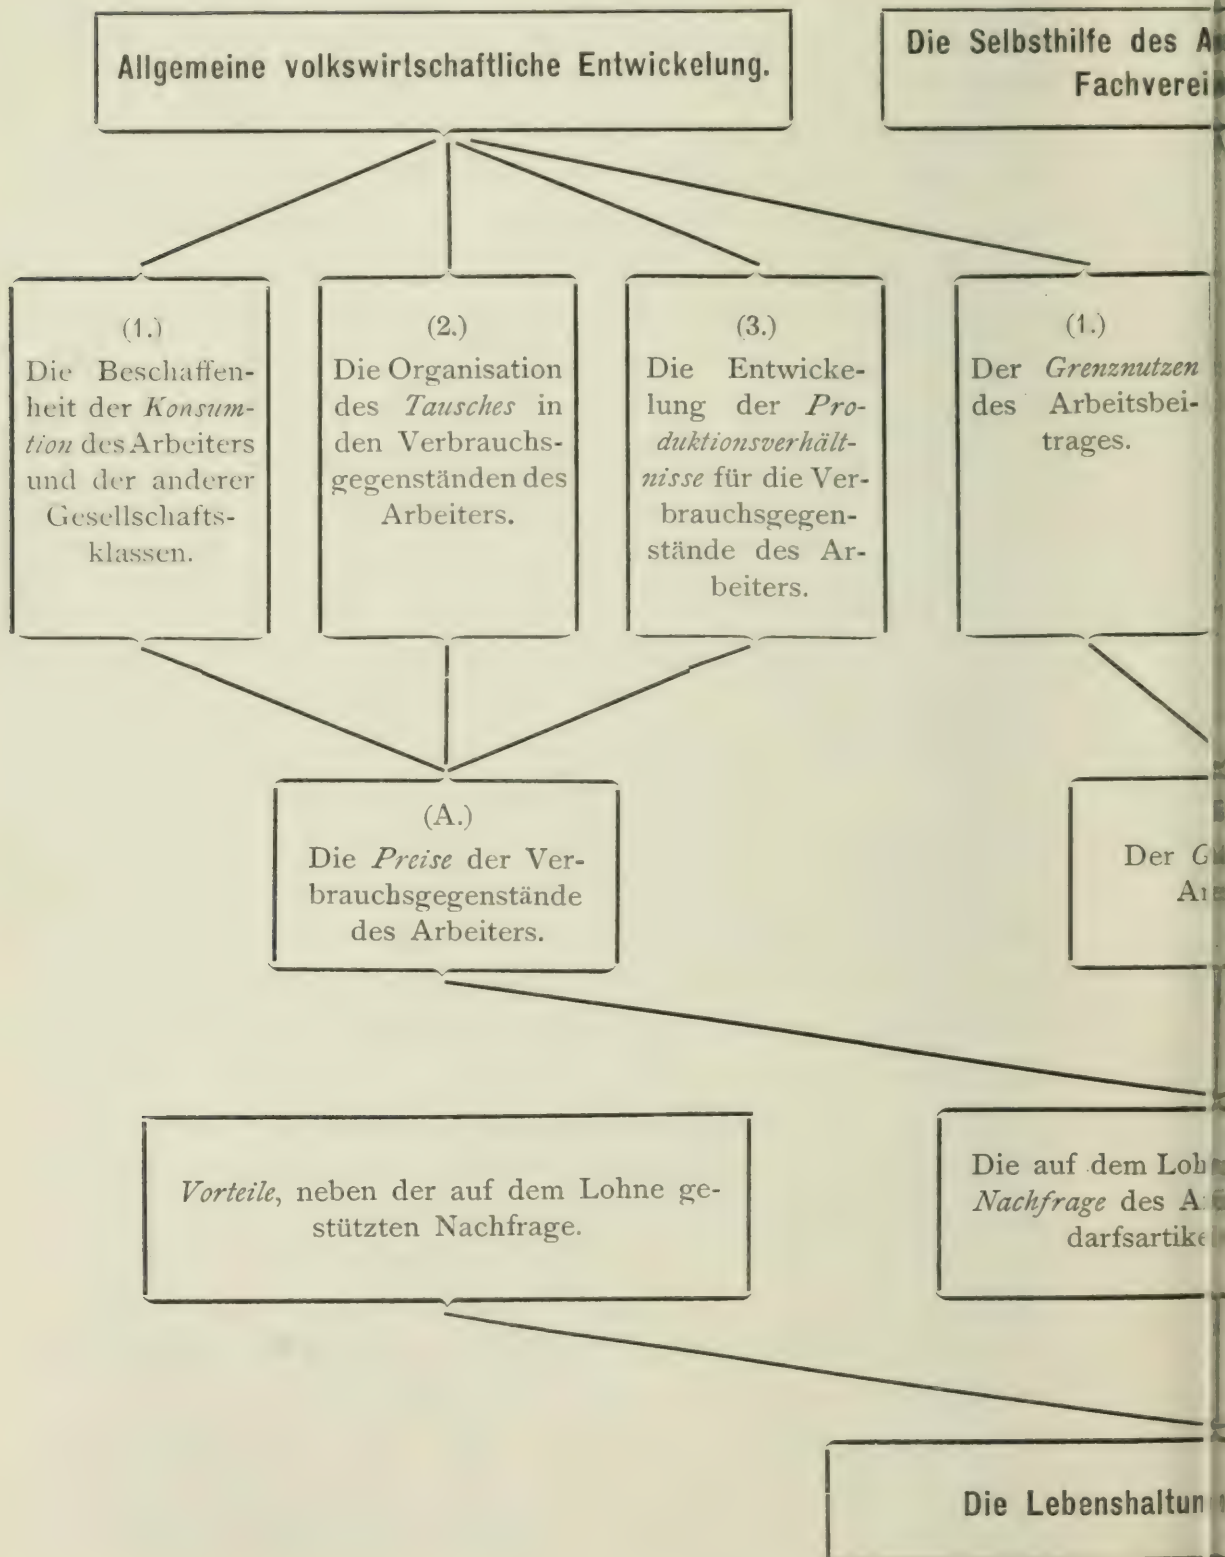 Allgemeine volkswirtschaftliche Entwickelung.
Die Selbsthilfe des
Fachverei
(1.)
Die Beschaffen-
heit der Konsum-
tion des Arbeiters
und der anderer
Gesellschafts-
klassen.
(2.)
Die Organisation
des Tausches in
den Verbrauchs-
gegenständen des
Arbeiters.
(3.)
Die Entwicke-
lung der Pro-
duktionsverhält-
nisse für die Ver-
brauchsgegen-
stände des Ar-
beiters.
(1.)
Der Grenznutzen
des Arbeitsbei-
trages.
(A.)
Die Preise der Ver-
brauchsgegenstände
des Arbeiters.
Der
Vorteile, neben der auf dem Lohne ge-
stützten Nachfrage.
Die auf dem Loh
Nachfrage des
darfsartike
Die Lebenshaltun